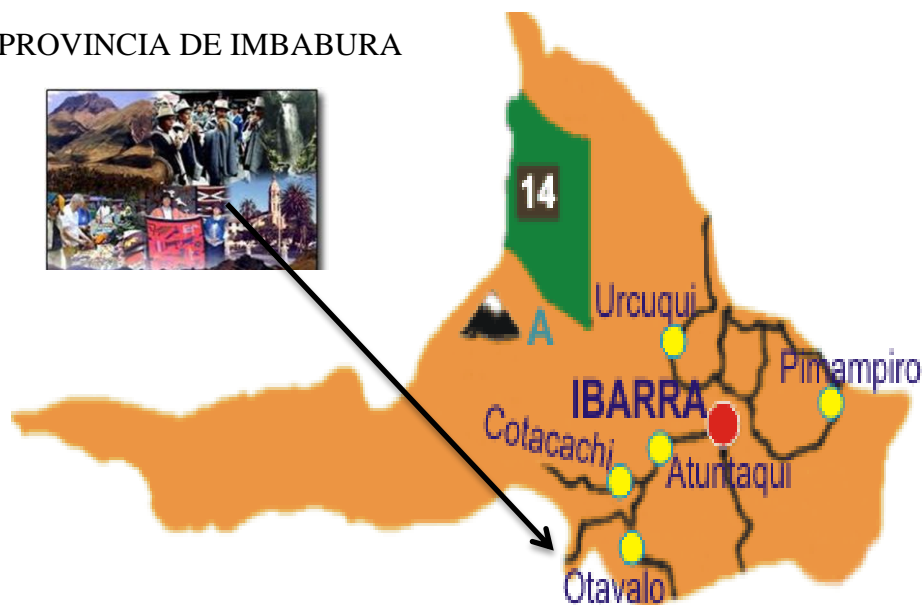 PROVINCIA DE IMBABURA
14
A
Urcuqui
Pimampiro
IBARRA
Cotacachi
Atuntaqui
Otavalo